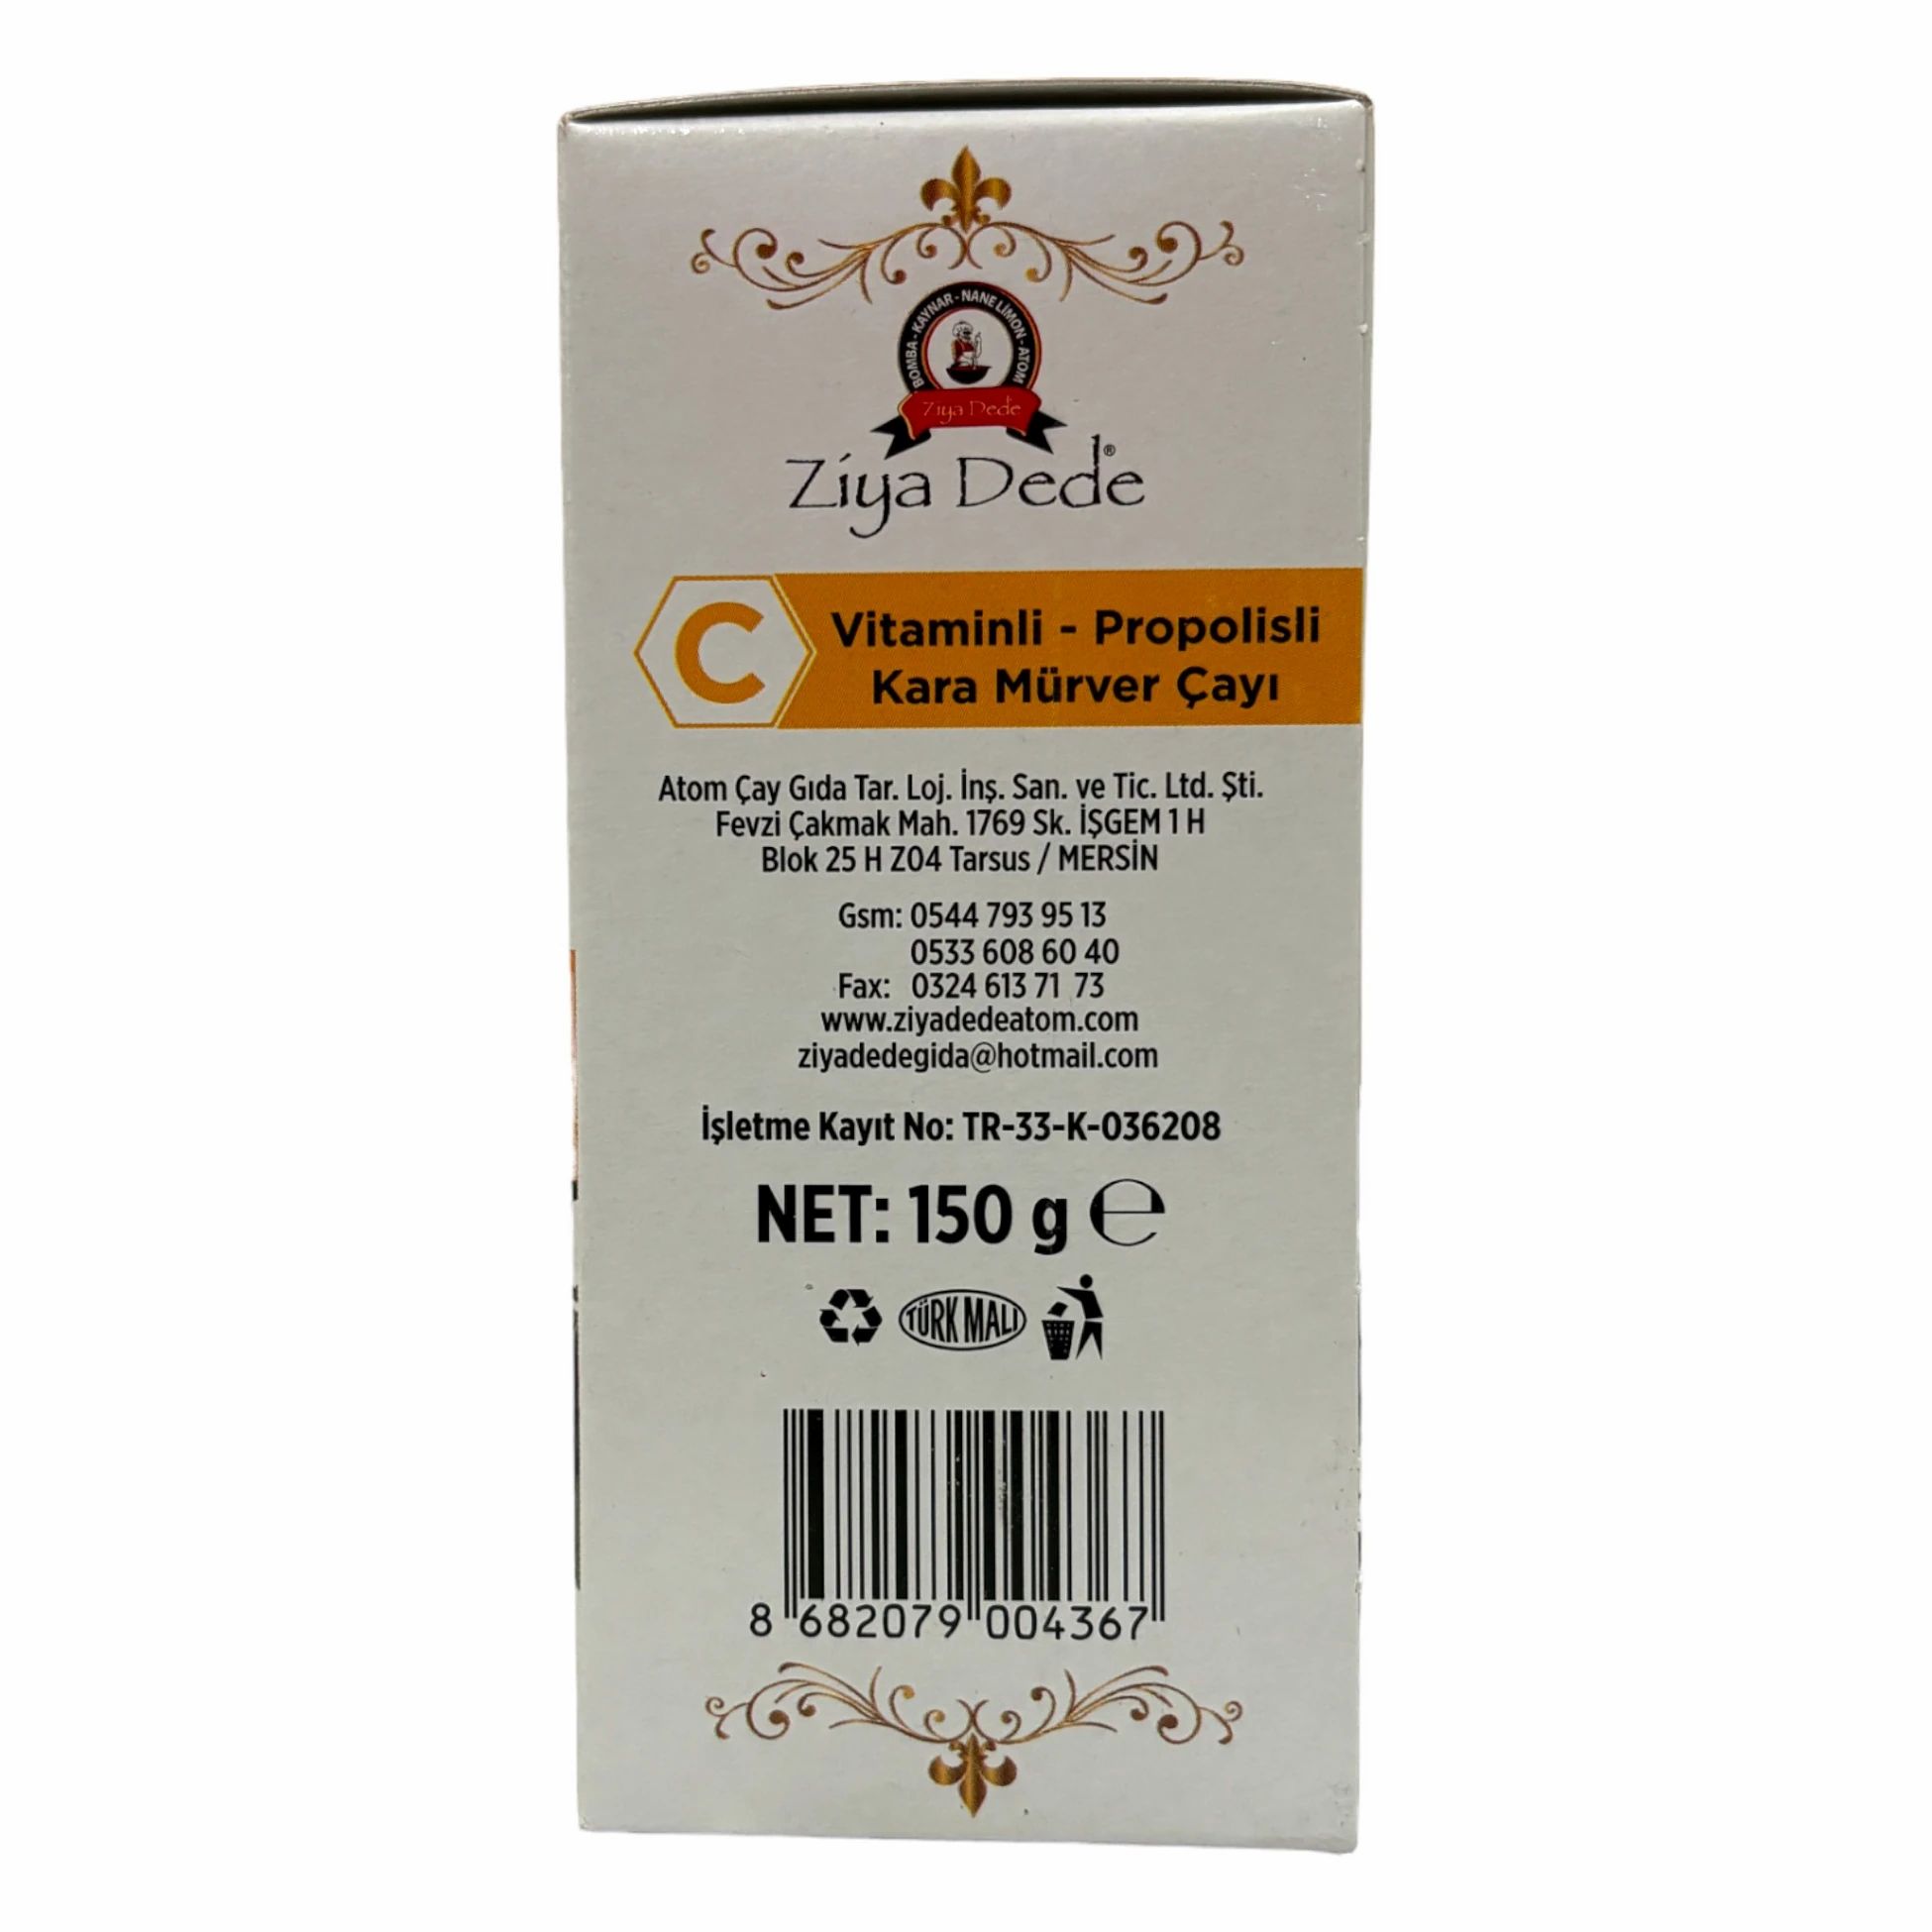 BOMBA - KAYNAR - NANE LİMON - ATOM
Ziya Dede
Ziya Dede®
C
Vitaminli - Propolisli
Kara Mürver Çayı
Atom Çay Gıda Tar. Loj. İnş. San. ve Tic. Ltd. Şti.
Fevzi Çakmak Mah. 1769 Sk. İŞGEM 1 H
Blok 25 H Z04 Tarsus / MERSİN
Gsm: 0544 793 95 13
0533 608 60 40
Fax: 0324 613 71 73
www.ziyadedeatom.com
ziyadedegida@hotmail.com
İşletme Kayıt No: TR-33-K-036208
NET: 150 g ℮
TÜRK MALI
8 682079 004367